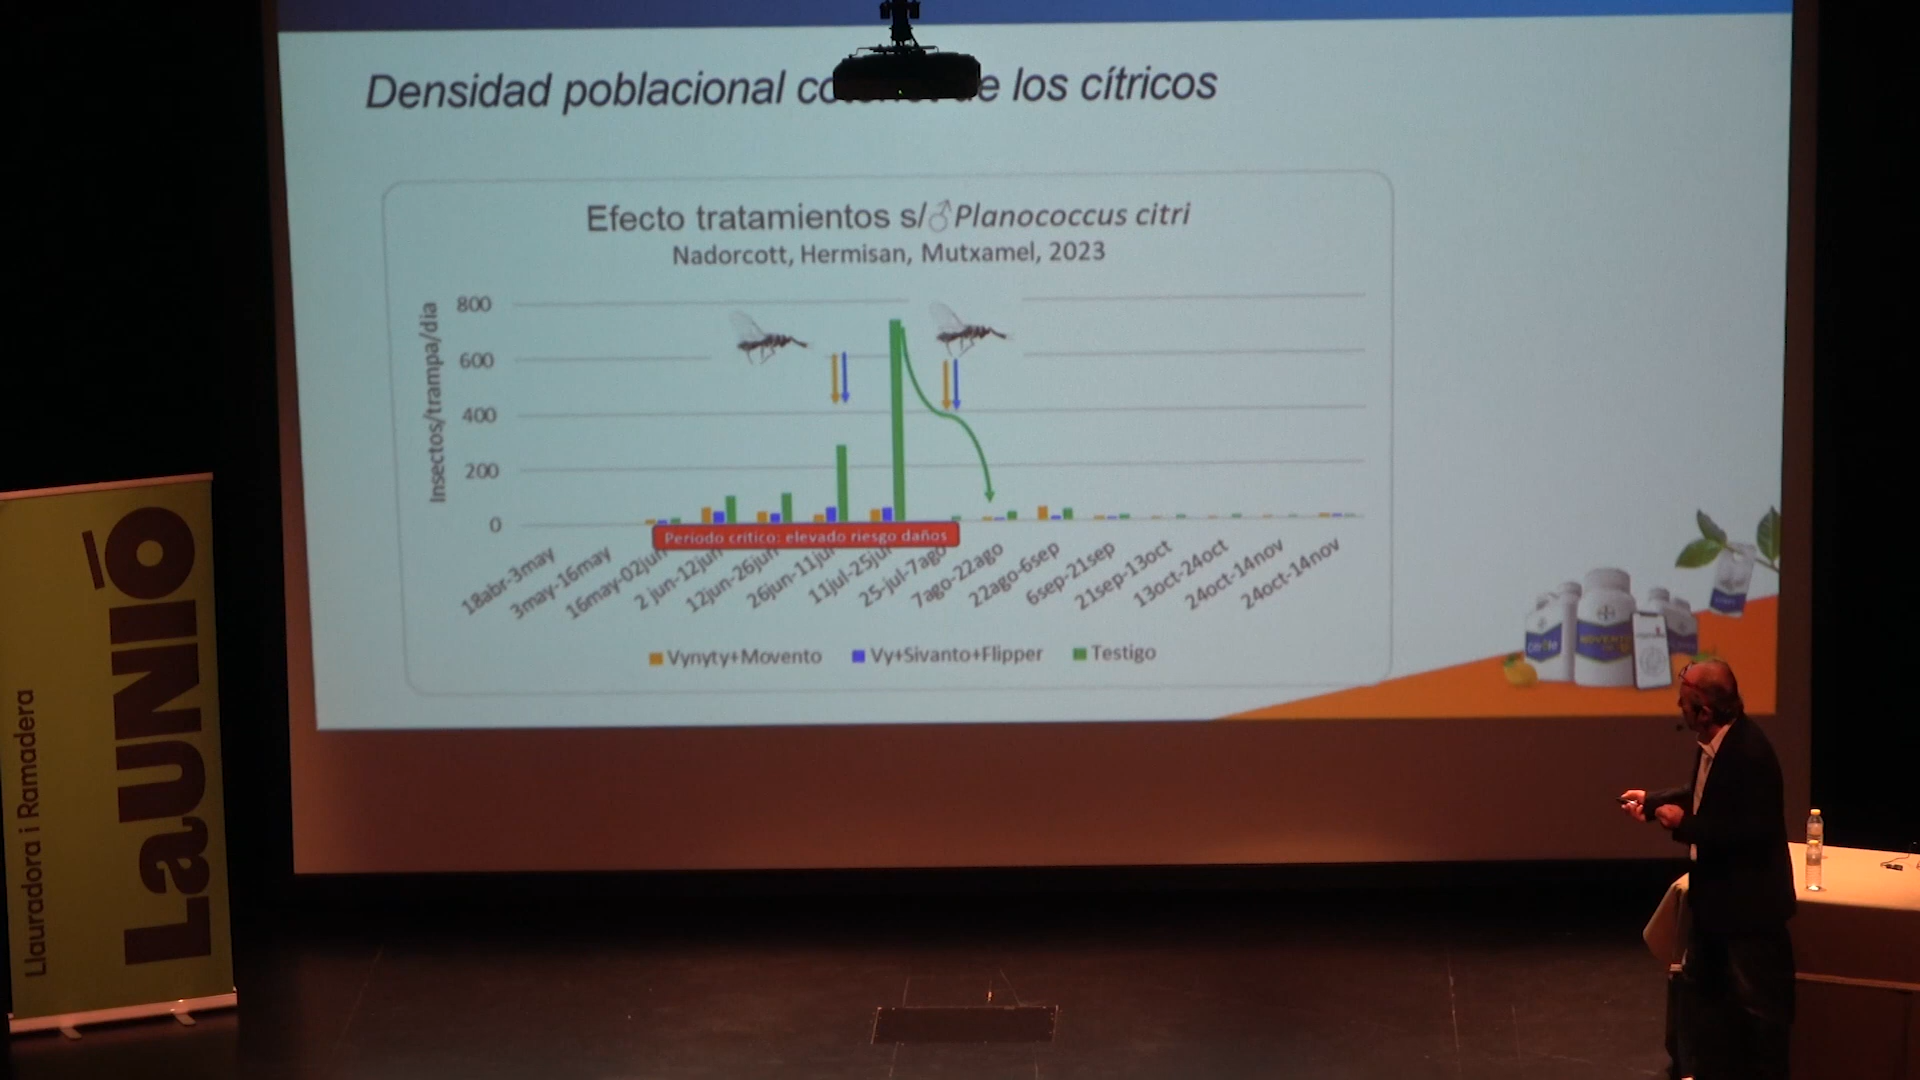 Densidad poblacional de los cítricos
Efecto tratamientos s/♂Planococcus citri
Nadorcott, Hermisan, Mutxamel, 2023
Insectos/trampa/dia
800
600
400
200
0
Periodo crítico: elevado riesgo daños
18abr-3may
3may-16may
16may-02jun
2 jun-12jun
12jun-26jun
26jun-11jul
11jul-25jul
25-jul-7ago
7ago-22ago
22ago-6sep
6sep-21sep
21sep-13oct
13oct-24oct
24oct-14nov
24oct-14nov
Vynyty+Movento
Vy+Sivanto+Flipper
Testigo
MOVENTO
LaUNIÓ
Llauradora i Ramadera